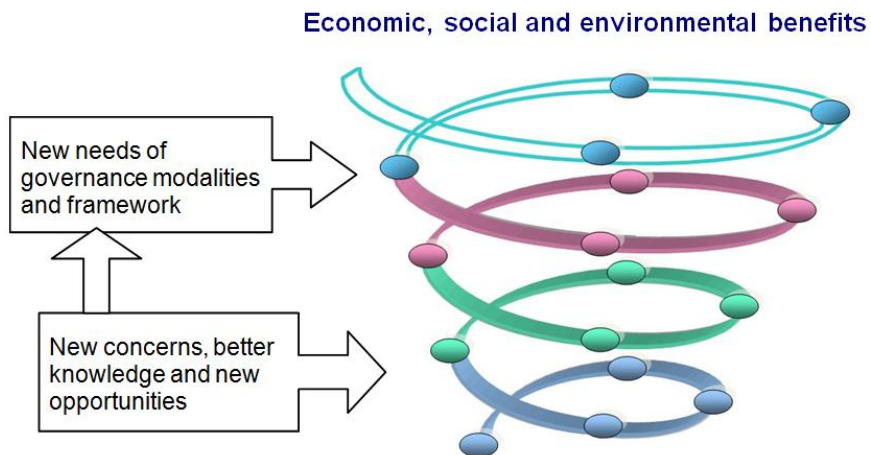 Economic, social and environmental benefits
New needs of
governance modalities
and framework
New concerns, better
knowledge and new
opportunities